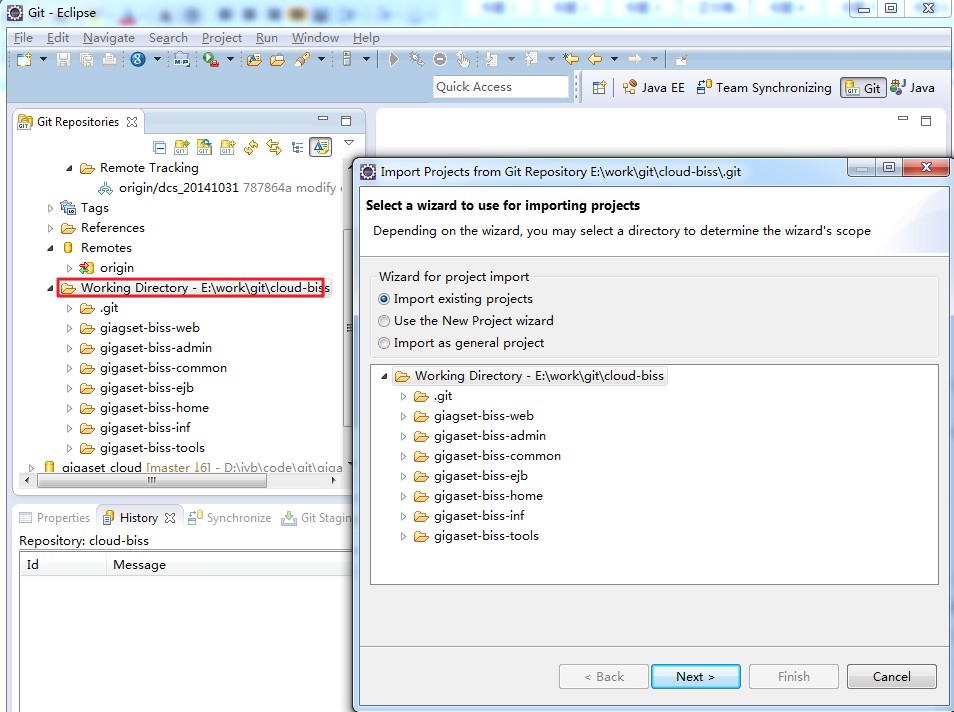 Git - Eclipse
File Edit Navigate Search Project Run Window Help
Quick Access
Java EE
Team Synchronizing
Git
Java
Git Repositories
Remote Tracking
origin/dcs_20141031 787864a modify
Tags
References
Remotes
origin
Working Directory - E:\work\git\cloud-biss
.git
giagset-biss-web
gigaset-biss-admin
gigaset-biss-common
gigaset-biss-ejb
gigaset-biss-home
gigaset-biss-inf
gigaset-biss-tools
gigaset_cloud [master ↓6] - D:\ivb\code\git\giga
Properties History Synchronize Git Stagin
Repository: cloud-biss
Id Message
Import Projects from Git Repository E:\work\git\cloud-biss\.git
Select a wizard to use for importing projects
Depending on the wizard, you may select a directory to determine the wizard's scope
Wizard for project import
Import existing projects
Use the New Project wizard
Import as general project
Working Directory - E:\work\git\cloud-biss
.git
giagset-biss-web
gigaset-biss-admin
gigaset-biss-common
gigaset-biss-ejb
gigaset-biss-home
gigaset-biss-inf
gigaset-biss-tools
< Back Next > Finish Cancel